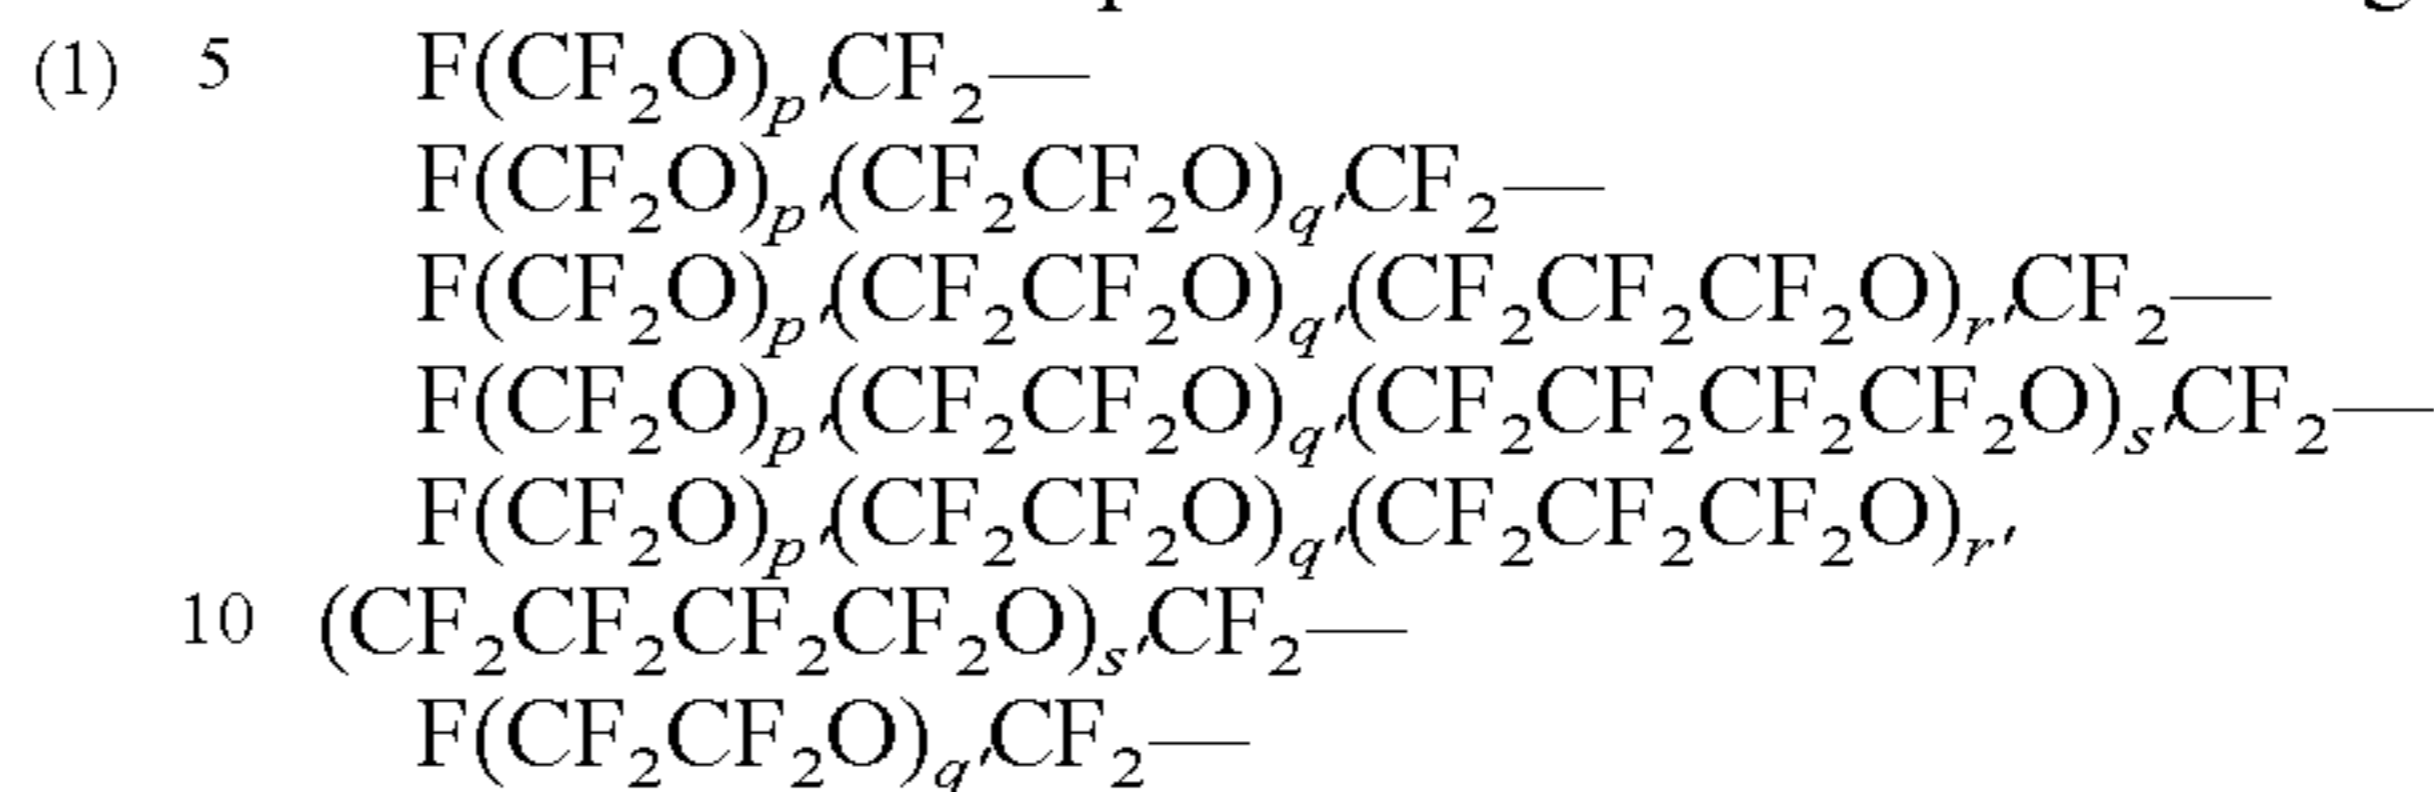 (1) 5 F(CF₂O)ₚ′CF₂—
F(CF₂O)ₚ′(CF₂CF₂O)q′CF₂—
F(CF₂O)ₚ′(CF₂CF₂O)q′(CF₂CF₂CF₂O)ᵣ′CF₂—
F(CF₂O)ₚ′(CF₂CF₂O)q′(CF₂CF₂CF₂CF₂O)ₛ′CF₂—
F(CF₂O)ₚ′(CF₂CF₂O)q′(CF₂CF₂CF₂O)ᵣ′
10 (CF₂CF₂CF₂CF₂O)ₛ′CF₂—
F(CF₂CF₂O)q′CF₂—